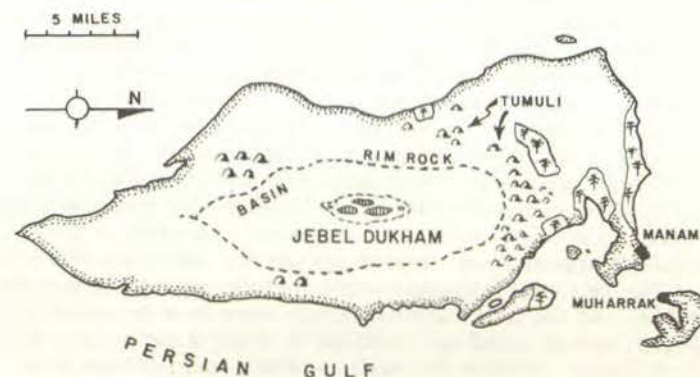 5 MILES
N
TUMULI
RIM ROCK
BASIN
JEBEL DUKHAM
MANAM
MUHARRAK
PERSIAN GULF